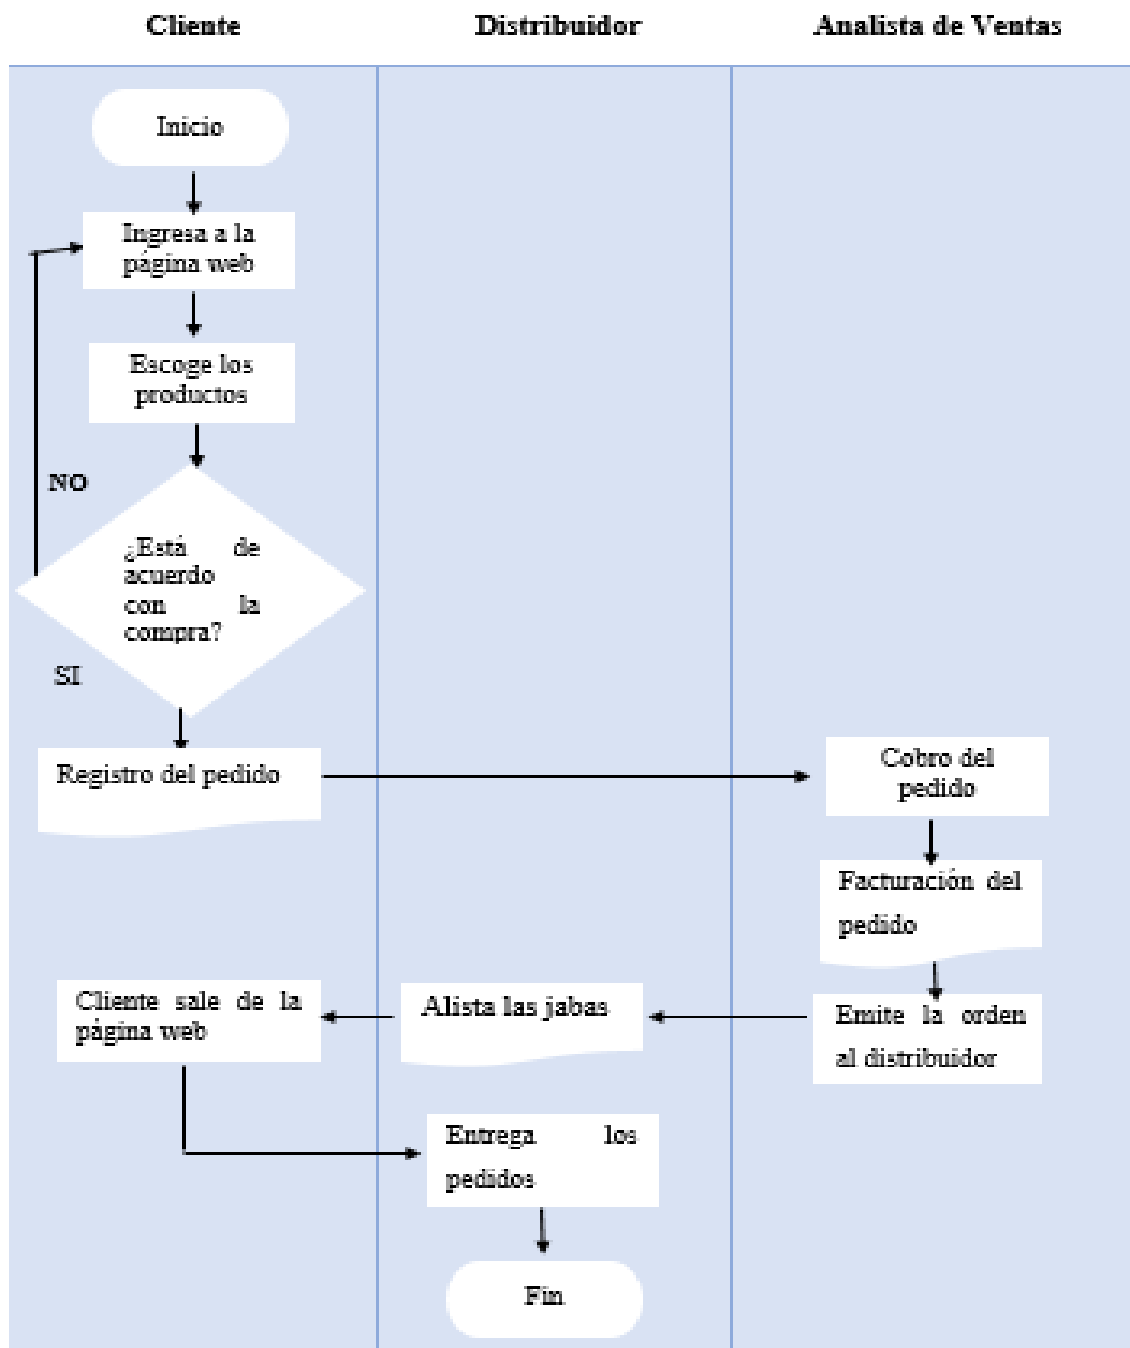 Cliente
Distribuidor
Analista de Ventas
Inicio
Ingresa a la
página web
Escoge los
productos
NO
¿Está de
acuerdo
con la
compra?
SI
Registro del pedido
Cobro del
pedido
Facturación del
pedido
Cliente sale de la
página web
Alista las jabas
Emite la orden
al distribuidor
Entrega los
pedidos
Fin